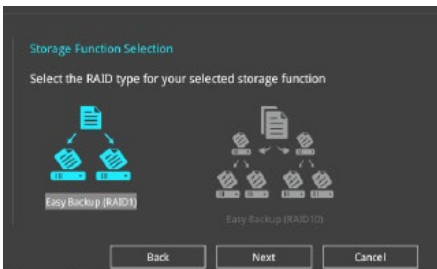 Storage Function Selection
Select the RAID type for your selected storage function
Easy Backup (RAID1)
Easy Backup (RAID10)
Back
Next
Cancel